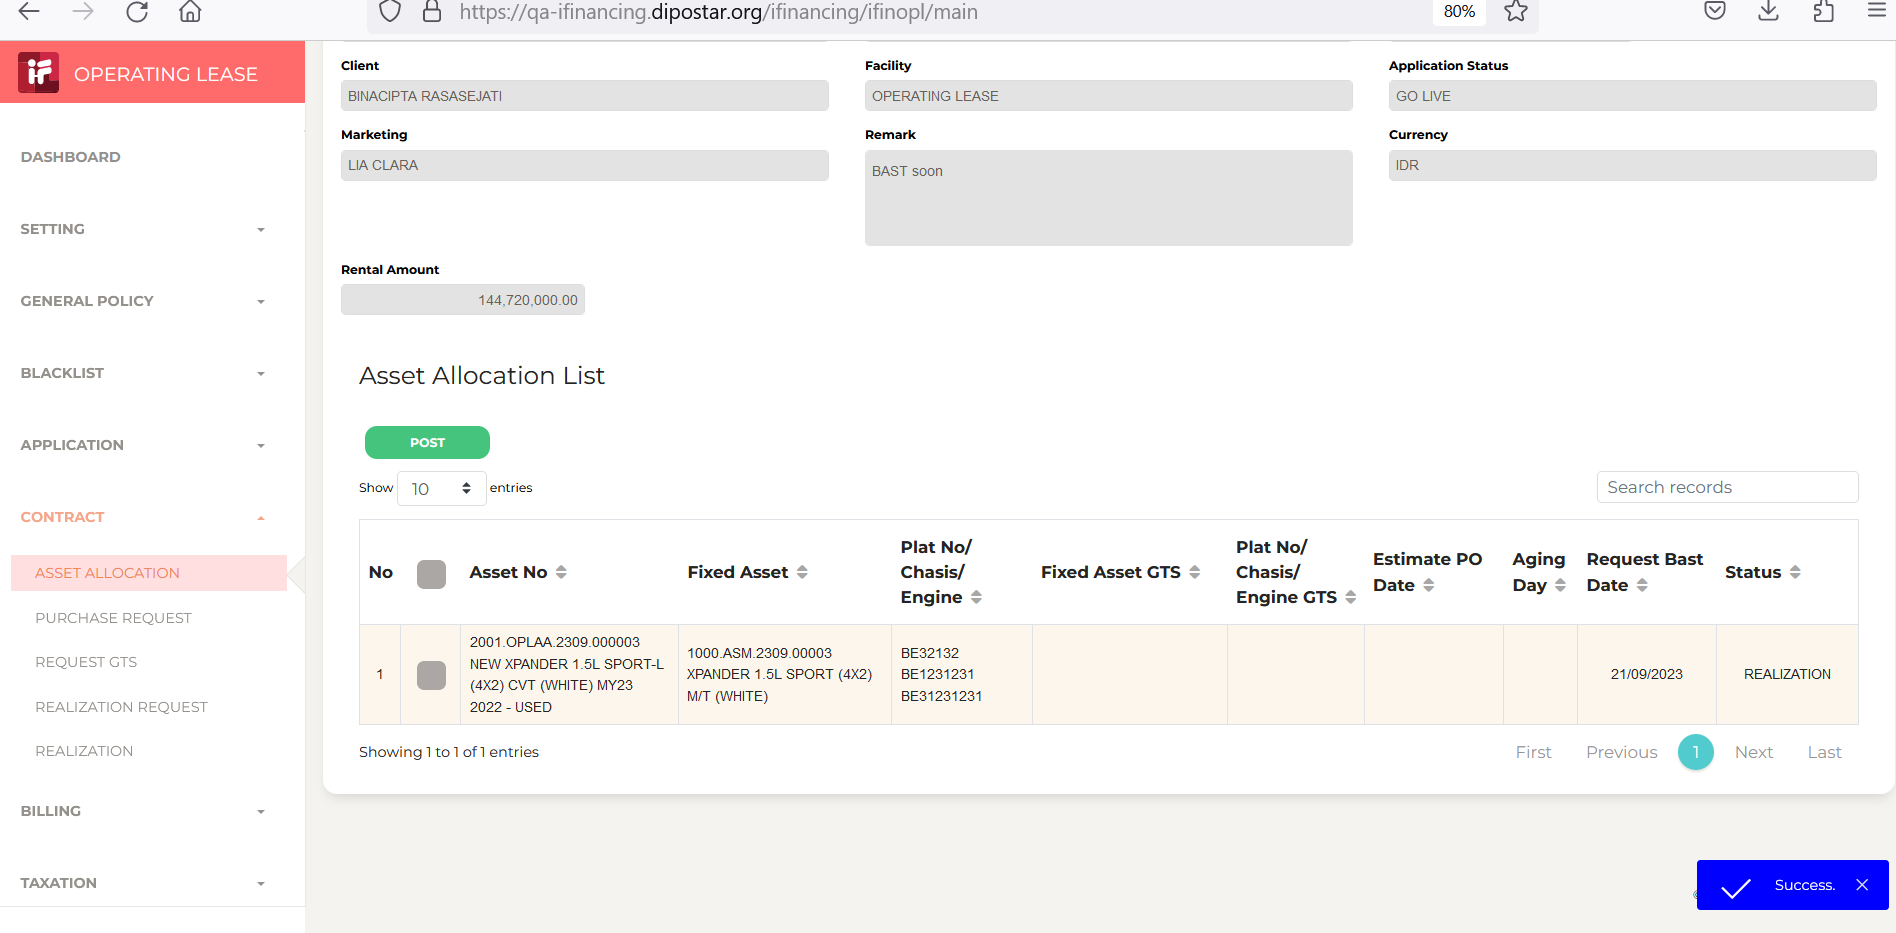 https://qa-ifinancing.dipostar.org/ifinancing/ifinopl/main
80%
iF
OPERATING LEASE
DASHBOARD
SETTING
GENERAL POLICY
BLACKLIST
APPLICATION
CONTRACT
ASSET ALLOCATION
PURCHASE REQUEST
REQUEST GTS
REALIZATION REQUEST
REALIZATION
BILLING
TAXATION
Client
BINACIPTA RASASEJATI
Facility
OPERATING LEASE
Application Status
GO LIVE
Marketing
LIA CLARA
Remark
BAST soon
Currency
IDR
Rental Amount
144,720,000.00
Asset Allocation List
POST
Show 10 entries
Search records
No
Asset No
Fixed Asset
Plat No/
Chasis/
Engine
Fixed Asset GTS
Plat No/
Chasis/
Engine GTS
Estimate PO
Date
Aging
Day
Request Bast
Date
Status
1
2001.OPLAA.2309.000003
NEW XPANDER 1.5L SPORT-L
(4X2) CVT (WHITE) MY23
2022 - USED
1000.ASM.2309.00003
XPANDER 1.5L SPORT (4X2)
M/T (WHITE)
BE32132
BE1231231
BE31231231
21/09/2023
REALIZATION
Showing 1 to 1 of 1 entries
First Previous 1 Next Last
Success.